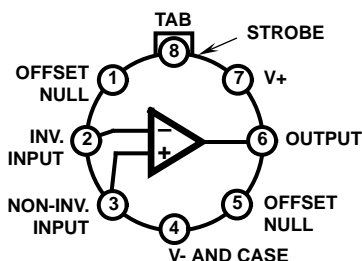 TAB
8
STROBE
OFFSET
NULL
1
7
V+
INV.
INPUT
2
−
+
6
OUTPUT
NON-INV.
INPUT
3
5
OFFSET
NULL
4
V- AND CASE